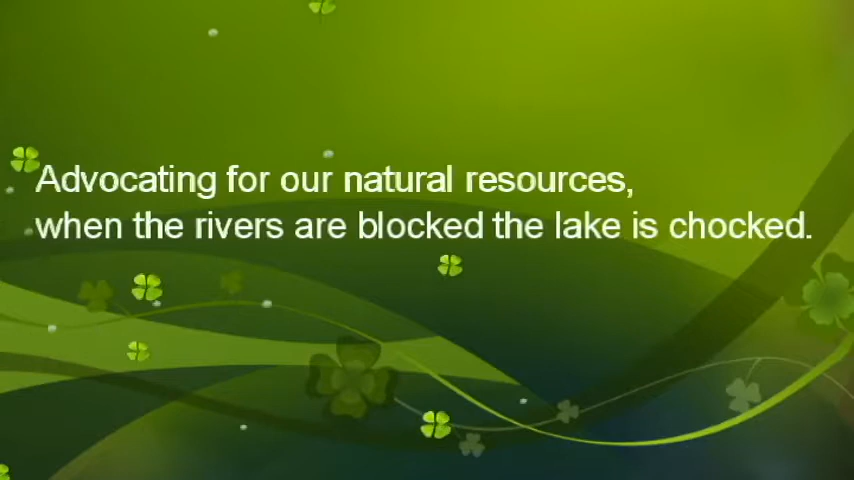 Advocating for our natural resources,
when the rivers are blocked the lake is chocked.